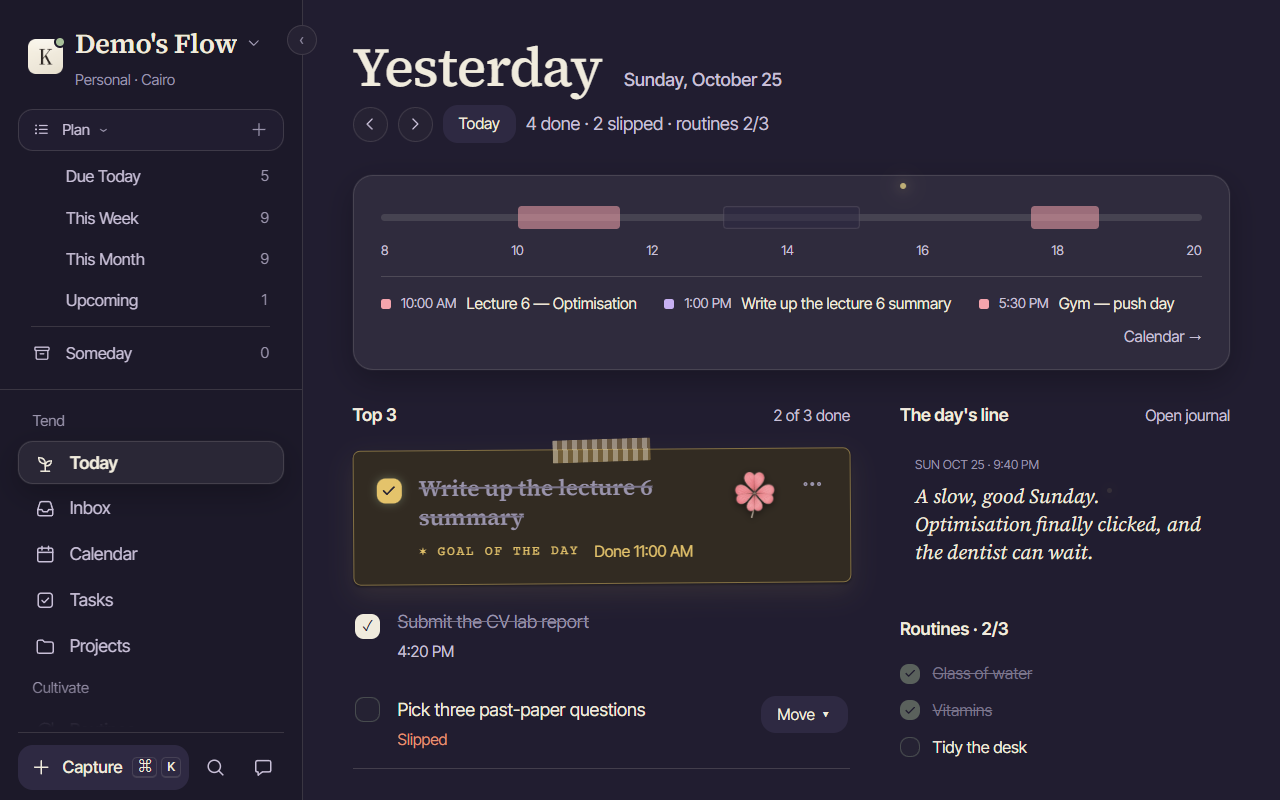 K
Demo's Flow
Personal · Cairo
Plan
Due Today 5
This Week 9
This Month 9
Upcoming 1
Someday 0
Tend
Today
Inbox
Calendar
Tasks
Projects
Cultivate
Capture ⌘ K
Yesterday Sunday, October 25
Today 4 done · 2 slipped · routines 2/3
8 10 12 14 16 18 20
10:00 AM Lecture 6 — Optimisation 1:00 PM Write up the lecture 6 summary 5:30 PM Gym — push day
Calendar →
Top 3 2 of 3 done
Write up the lecture 6
summary
✶ GOAL OF THE DAY Done 11:00 AM
Submit the CV lab report
4:20 PM
Pick three past-paper questions
Slipped
Move ▾
The day's line Open journal
SUN OCT 25 · 9:40 PM
A slow, good Sunday.
Optimisation finally clicked, and
the dentist can wait.
Routines · 2/3
Glass of water
Vitamins
Tidy the desk